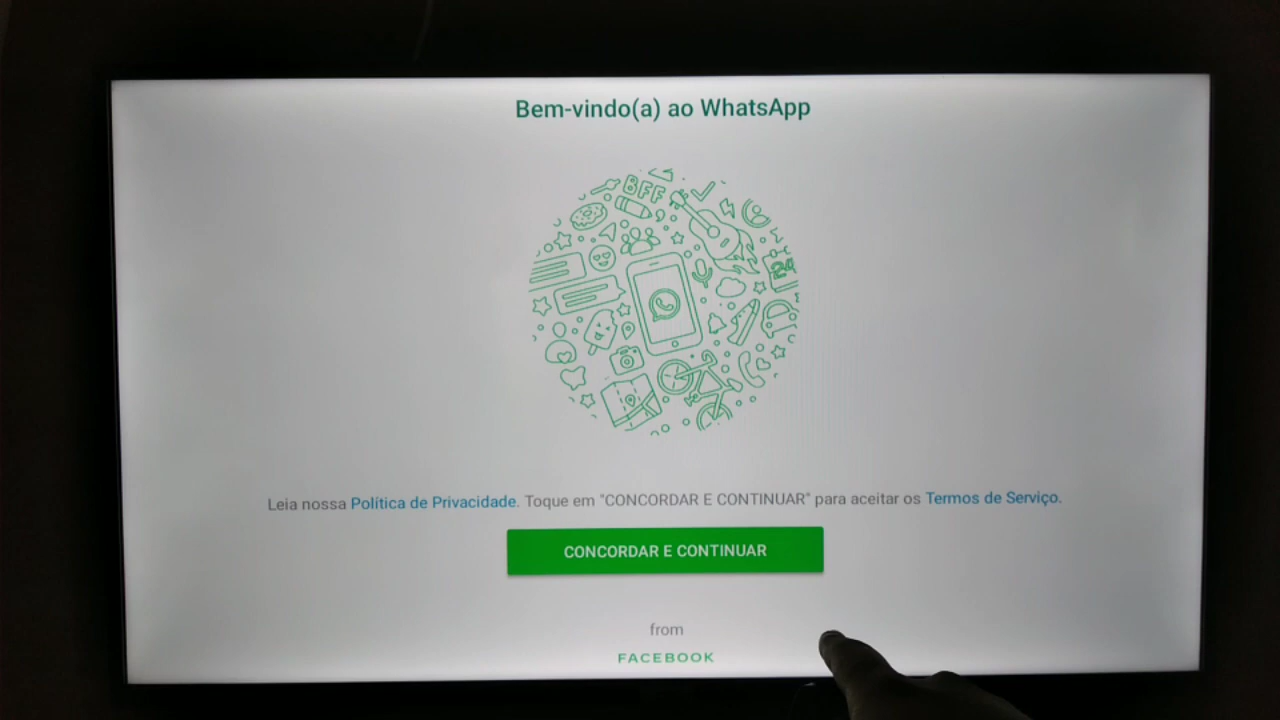 Bem-vindo(a) ao WhatsApp
BFF
24
Leia nossa Política de Privacidade. Toque em "CONCORDAR E CONTINUAR" para aceitar os Termos de Serviço.
CONCORDAR E CONTINUAR
from
FACEBOOK